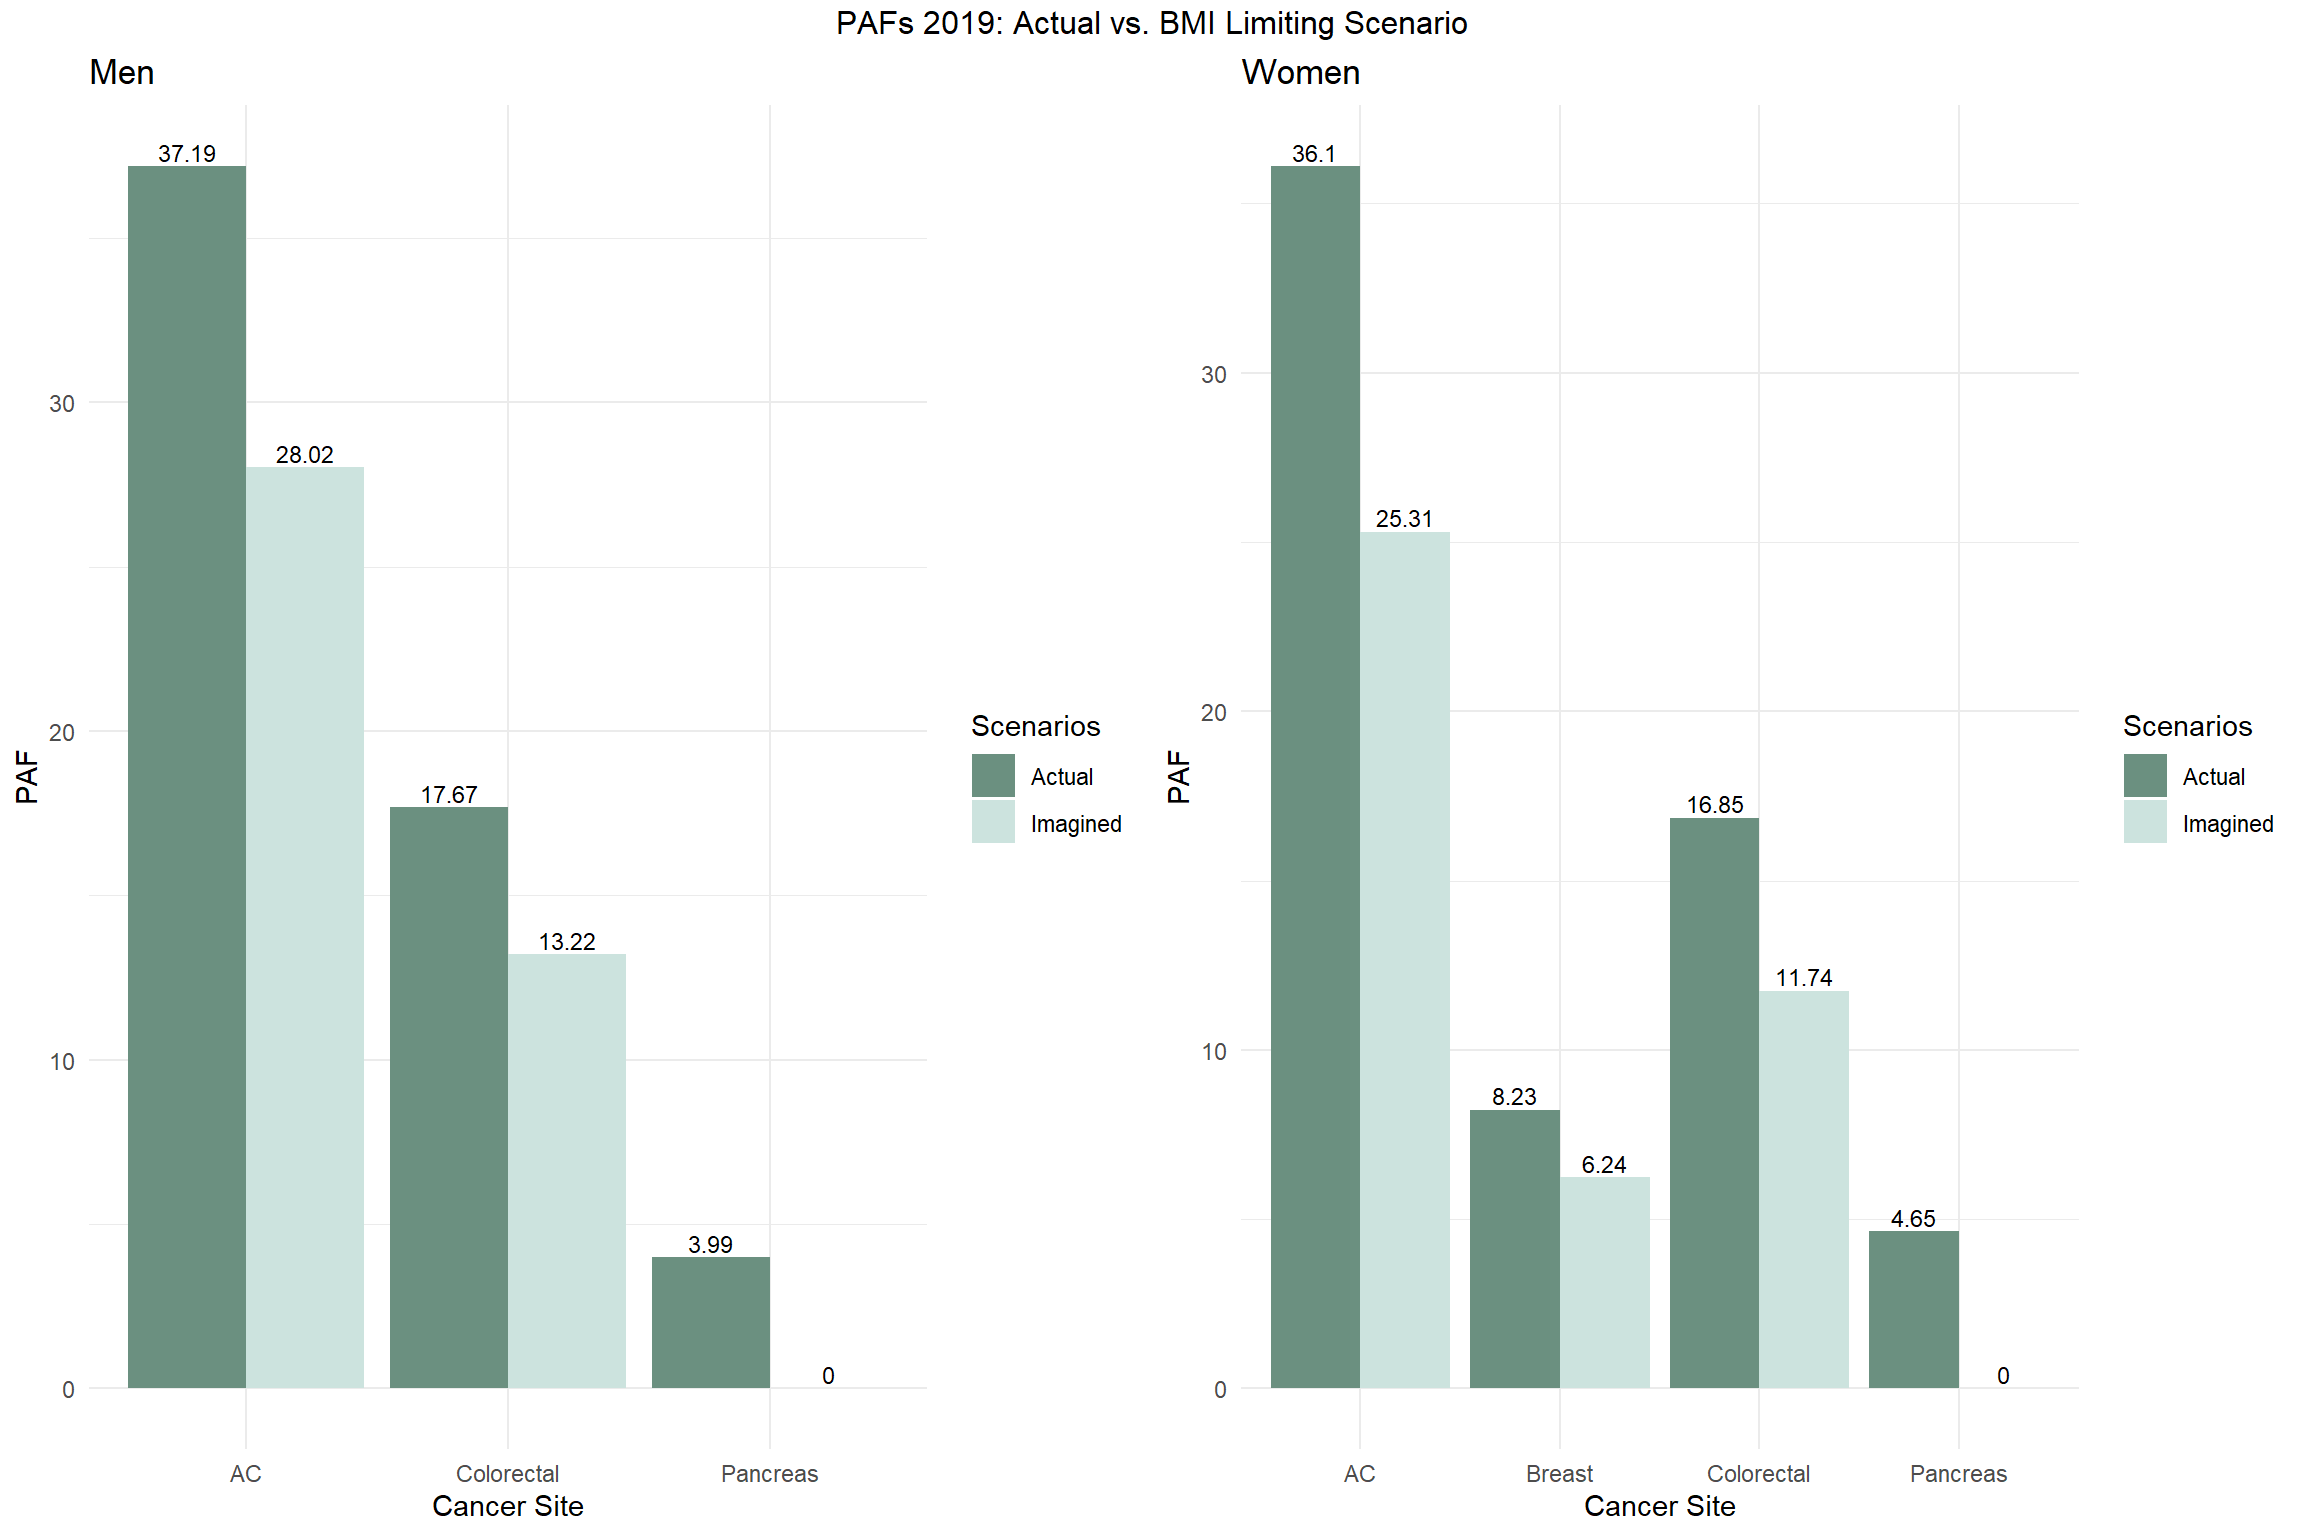 PAFs 2019: Actual vs. BMI Limiting Scenario
Men
37.19
28.02
17.67
13.22
3.99
0
30
20
10
0
PAF
AC
Colorectal
Pancreas
Cancer Site
Scenarios
Actual
Imagined
Women
36.1
25.31
8.23
6.24
16.85
11.74
4.65
0
30
20
10
0
PAF
AC
Breast
Colorectal
Pancreas
Cancer Site
Scenarios
Actual
Imagined